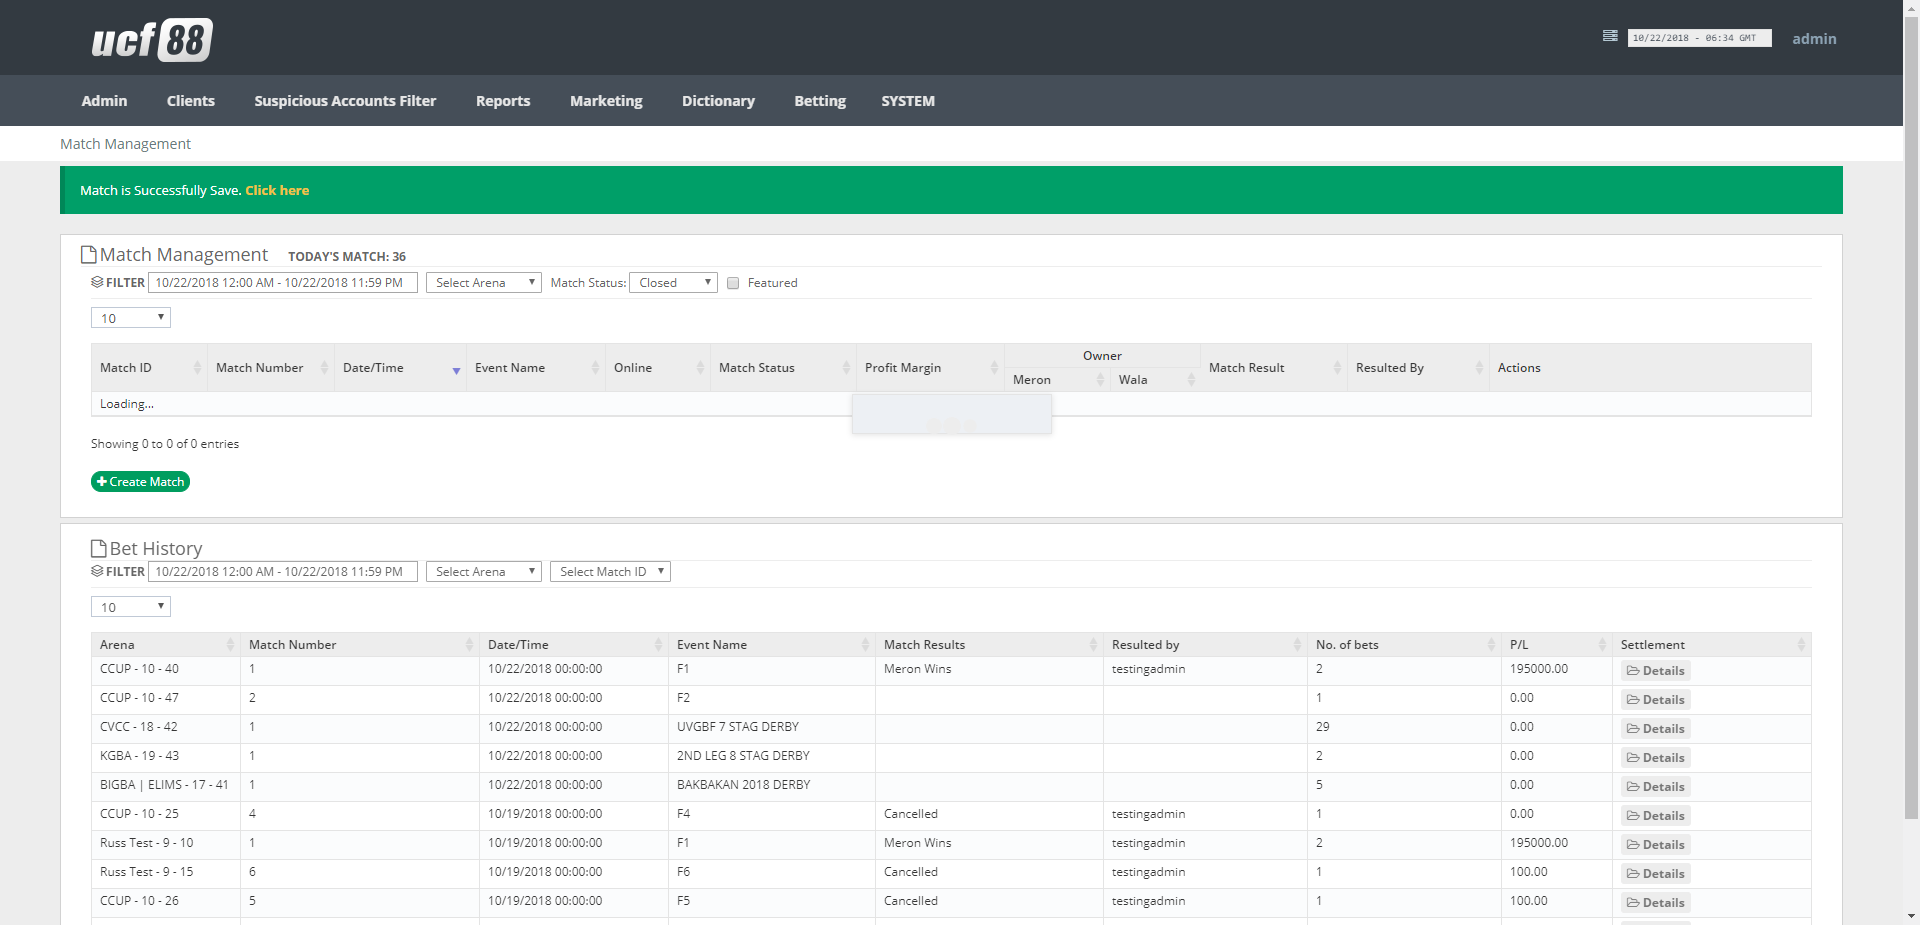 ucf88
10/22/2018 - 06:34 GMT
admin
Admin Clients Suspicious Accounts Filter Reports Marketing Dictionary Betting SYSTEM
Match Management
Match is Successfully Save. Click here
Match Management TODAY'S MATCH: 36
FILTER 10/22/2018 12:00 AM - 10/22/2018 11:59 PM Select Arena Match Status: Closed Featured
10
Owner
Match ID Match Number Date/Time Event Name Online Match Status Profit Margin Meron Wala Match Result Resulted By Actions
Loading...
Showing 0 to 0 of 0 entries
Create Match
Bet History
FILTER 10/22/2018 12:00 AM - 10/22/2018 11:59 PM Select Arena Select Match ID
10
Arena Match Number Date/Time Event Name Match Results Resulted by No. of bets P/L Settlement
CCUP - 10 - 40 1 10/22/2018 00:00:00 F1 Meron Wins testingadmin 2 195000.00 Details
CCUP - 10 - 47 2 10/22/2018 00:00:00 F2 1 0.00 Details
CVCC - 18 - 42 1 10/22/2018 00:00:00 UVGBF 7 STAG DERBY 29 0.00 Details
KGBA - 19 - 43 1 10/22/2018 00:00:00 2ND LEG 8 STAG DERBY 2 0.00 Details
BIGBA | ELIMS - 17 - 41 1 10/22/2018 00:00:00 BAKBAKAN 2018 DERBY 5 0.00 Details
CCUP - 10 - 25 4 10/19/2018 00:00:00 F4 Cancelled testingadmin 1 0.00 Details
Russ Test - 9 - 10 1 10/19/2018 00:00:00 F1 Meron Wins testingadmin 2 195000.00 Details
Russ Test - 9 - 15 6 10/19/2018 00:00:00 F6 Cancelled testingadmin 1 100.00 Details
CCUP - 10 - 26 5 10/19/2018 00:00:00 F5 Cancelled testingadmin 1 100.00 Details